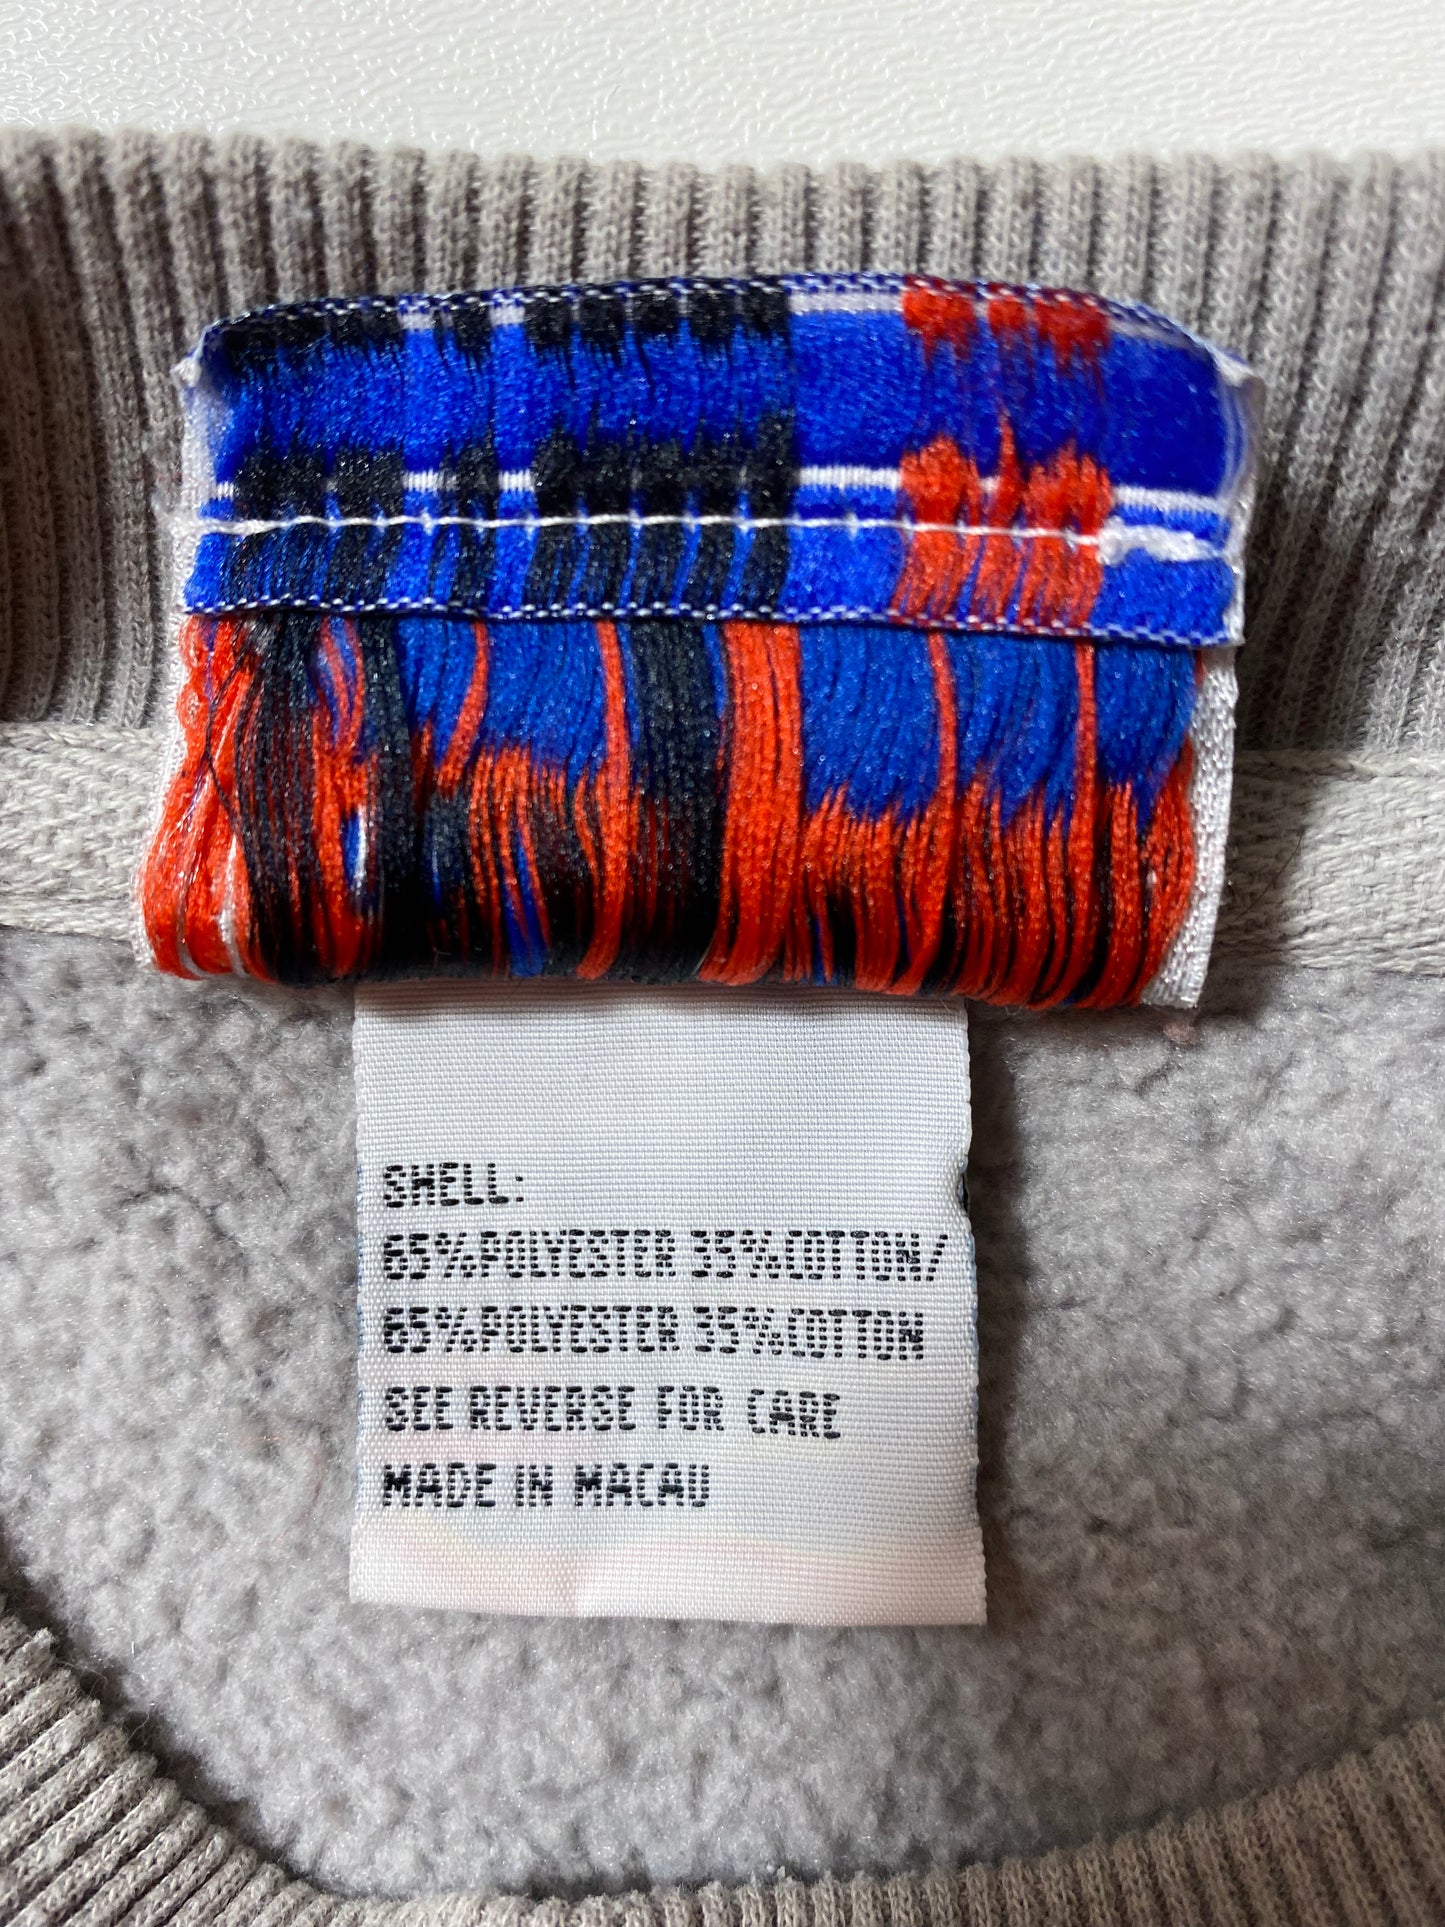 SHELL:
65%POLYESTER 35%COTTON/
65%POLYESTER 35%COTTON
SEE REVERSE FOR CARE
MADE IN MACAU